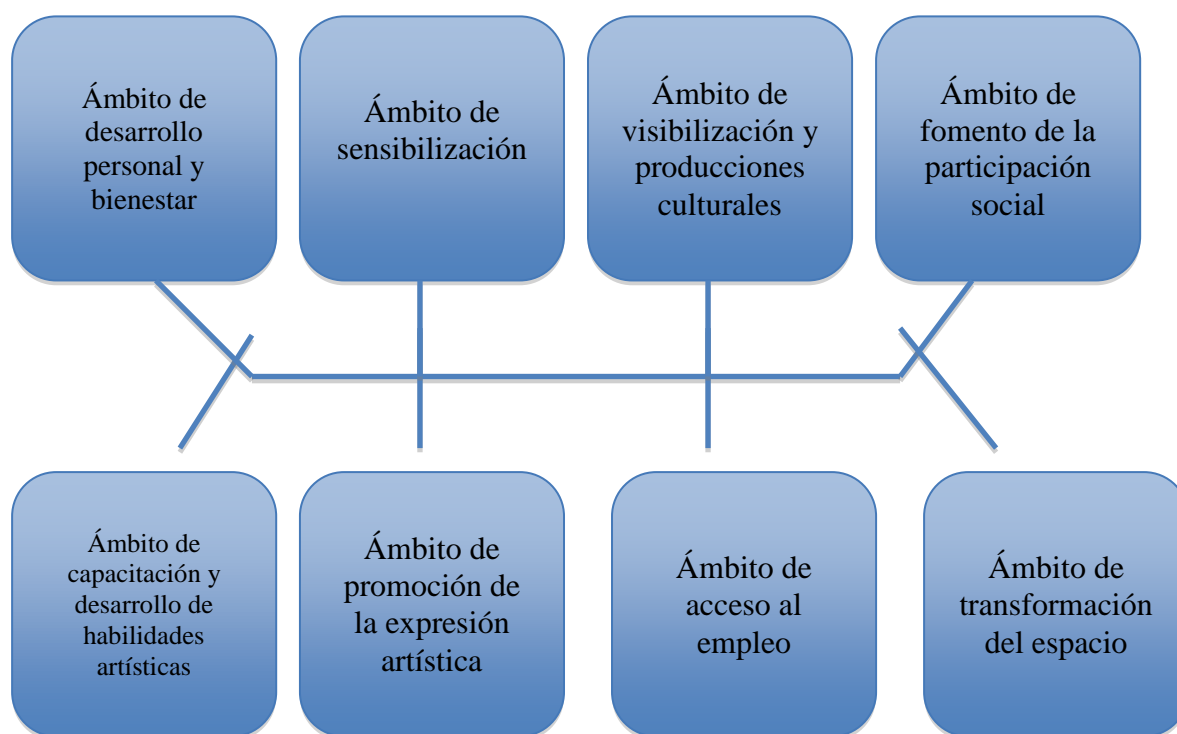 Ámbito de
desarrollo
personal y
bienestar
Ámbito de
sensibilización
Ámbito de
visibilización y
producciones
culturales
Ámbito de
fomento de la
participación
social
Ámbito de
capacitación y
desarrollo de
habilidades
artísticas
Ámbito de
promoción de
la expresión
artística
Ámbito de
acceso al
empleo
Ámbito de
transformación
del espacio